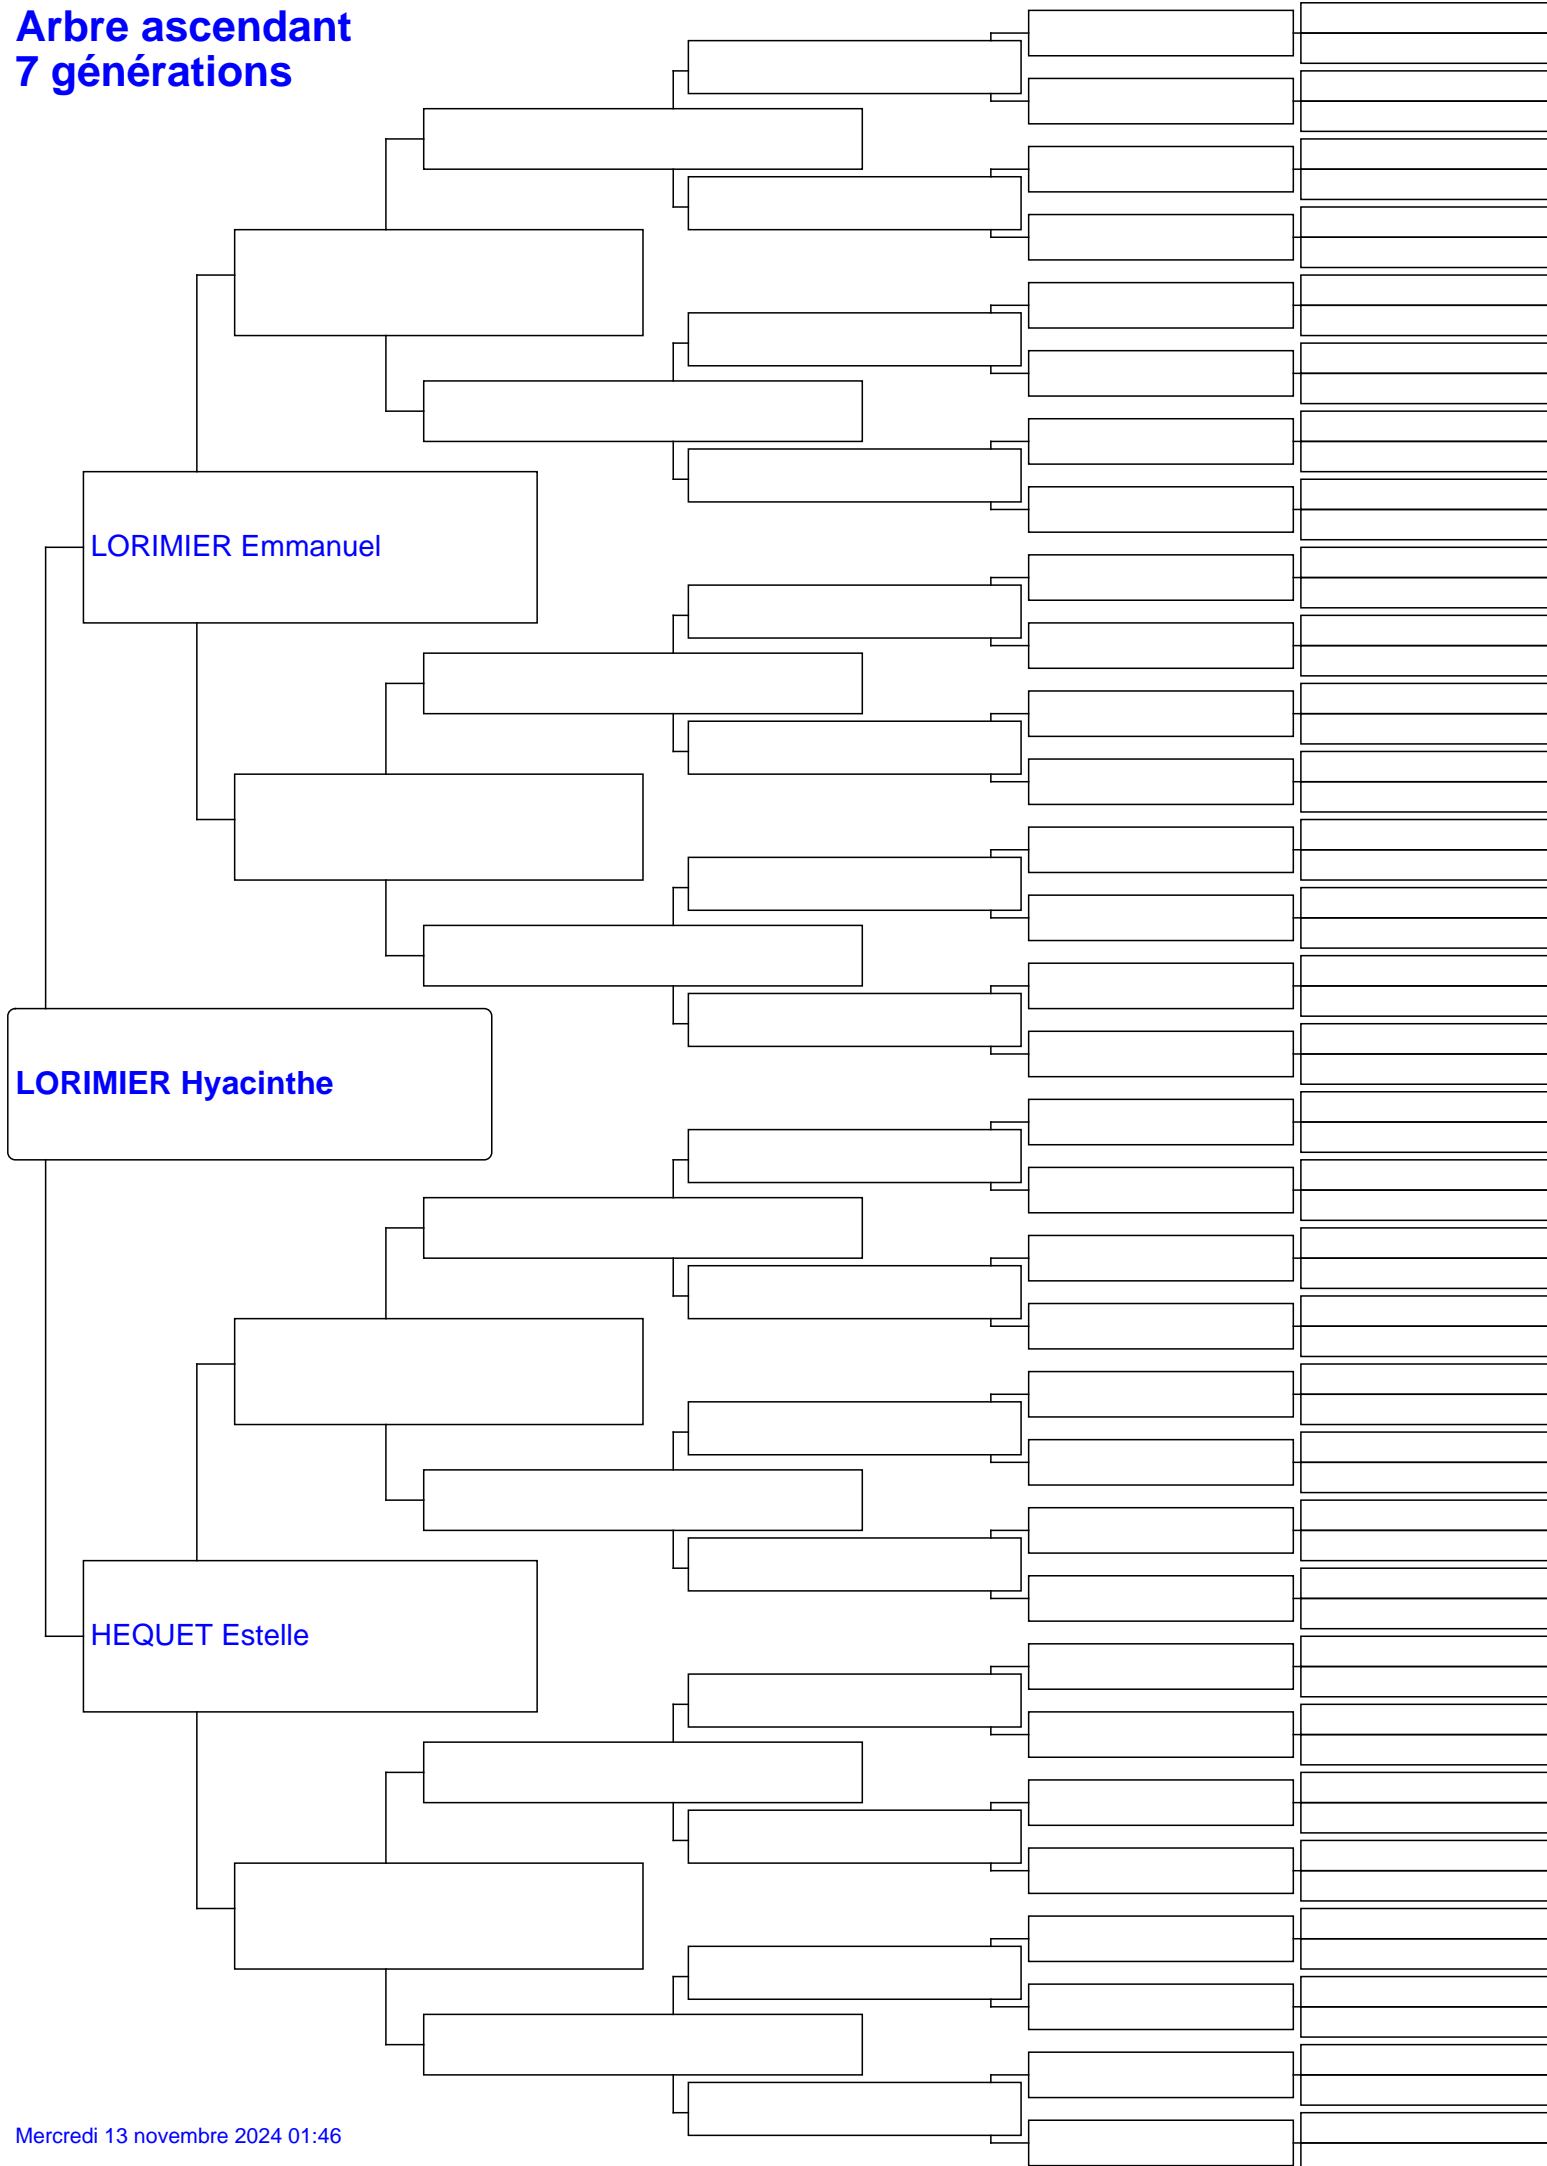 Arbre ascendant
7 générations
LORIMIER Emmanuel
LORIMIER Hyacinthe
HEQUET Estelle
Mercredi 13 novembre 2024 01:46